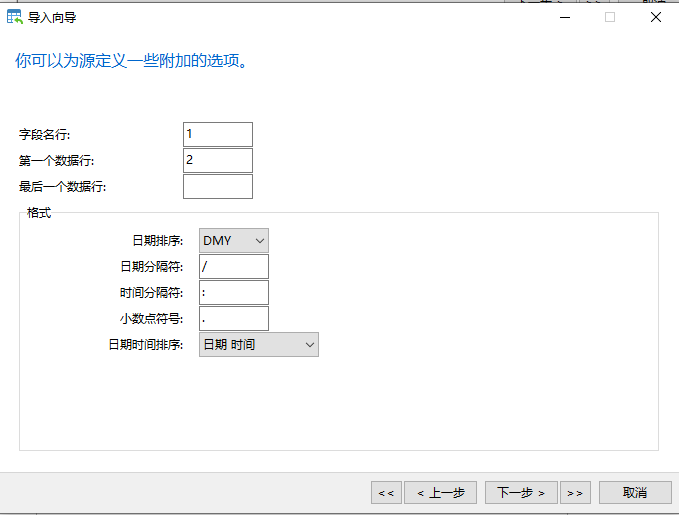 导入向导
你可以为源定义一些附加的选项。
字段名行: 1
第一个数据行: 2
最后一个数据行:
格式
日期排序: DMY
日期分隔符: /
时间分隔符: :
小数点符号: .
日期时间排序: 日期 时间
<< < 上一步 下一步 > >> 取消